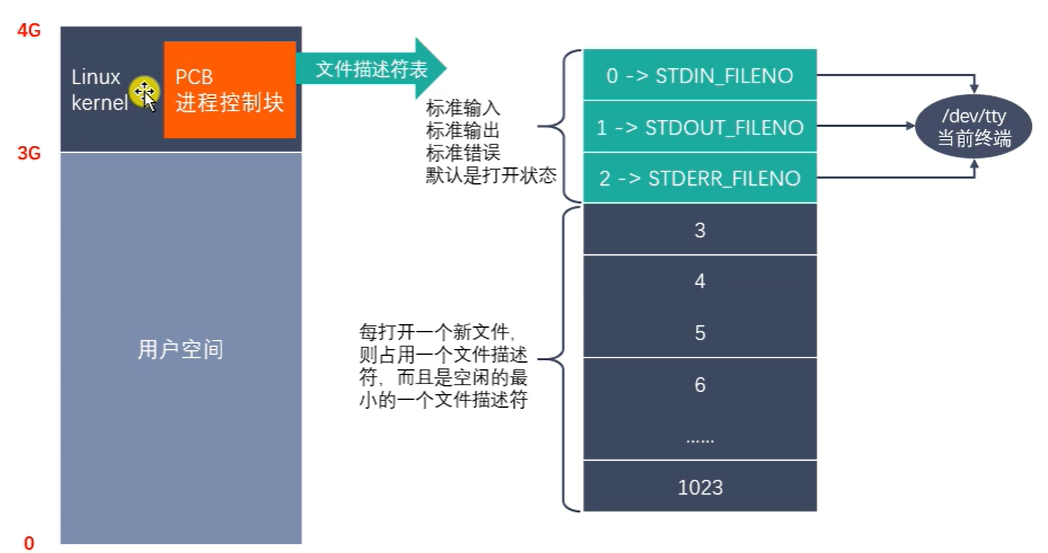 4G
Linux
kernel
PCB
进程控制块
文件描述符表
3G
用户空间
0
标准输入
标准输出
标准错误
默认是打开状态
每打开一个新文件，
则占用一个文件描述
符，而且是空闲的最
小的一个文件描述符
0 -> STDIN_FILENO
1 -> STDOUT_FILENO
2 -> STDERR_FILENO
3
4
5
6
......
1023
/dev/tty
当前终端